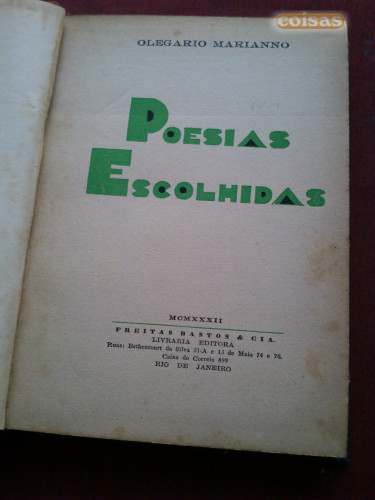 coisas
OLEGARIO MARIANNO
POESIAS
ESCOLHIDAS
MCMXXXII
FREITAS BASTOS & CIA.
LIVRARIA EDITORA
Ruas: Bethencourt da Silva 21-A e 13 de Maio 74 e 76.
Caixa do Correio 899
RIO DE JANEIRO